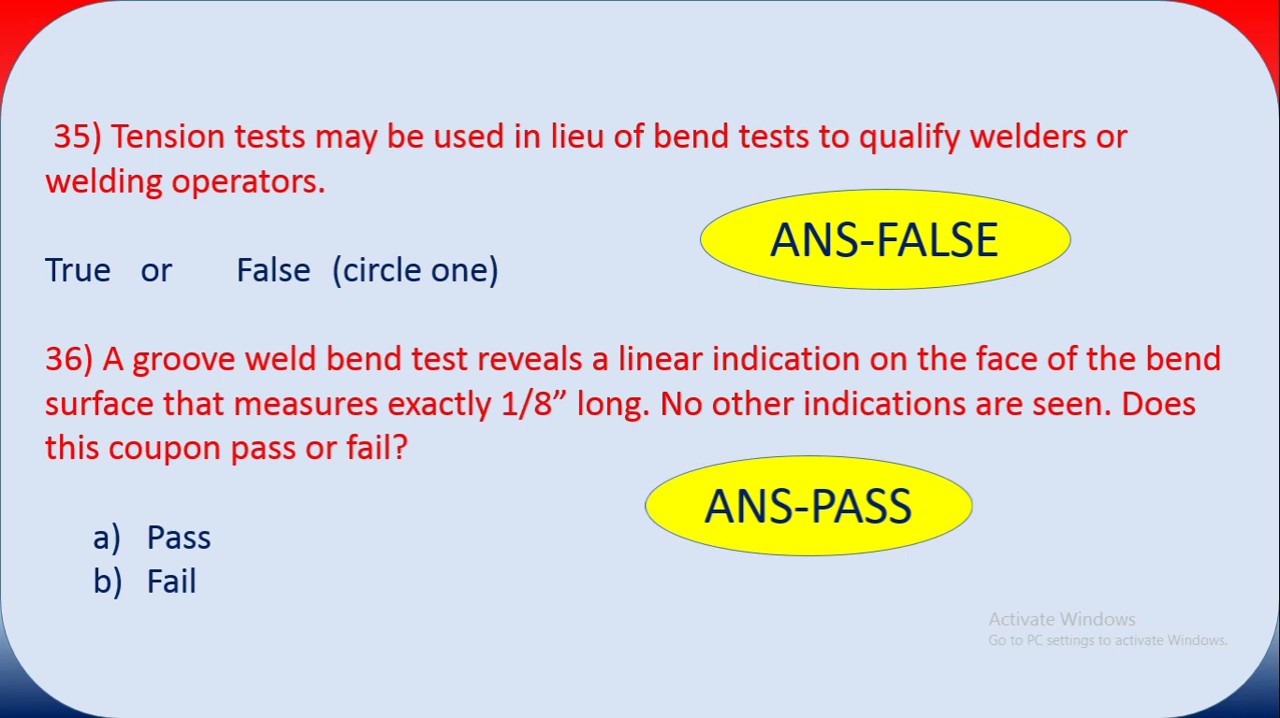 35) Tension tests may be used in lieu of bend tests to qualify welders or
welding operators.
ANS-FALSE
True or False (circle one)
36) A groove weld bend test reveals a linear indication on the face of the bend
surface that measures exactly 1/8” long. No other indications are seen. Does
this coupon pass or fail?
ANS-PASS
a) Pass
b) Fail
Activate Windows
Go to PC settings to activate Windows.